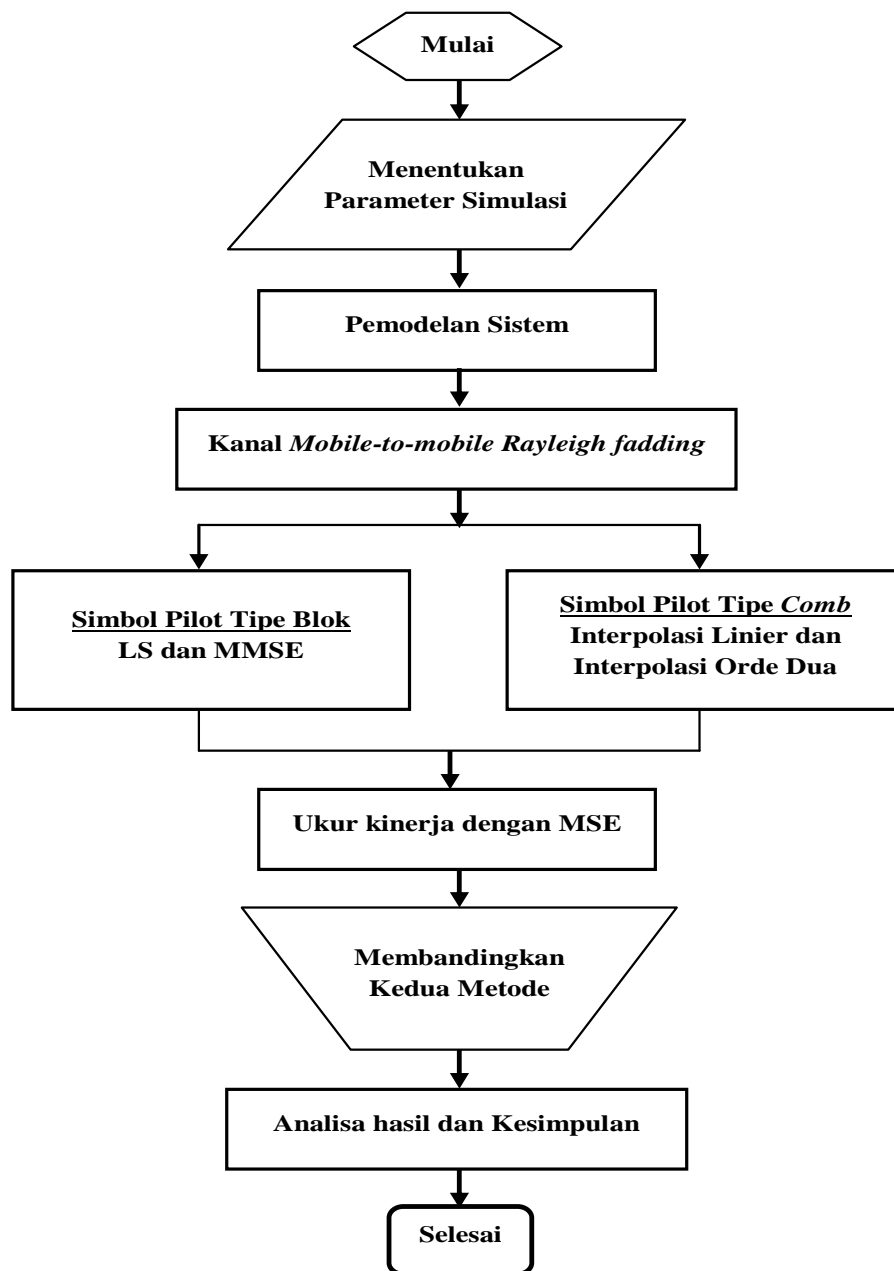 Mulai
Menentukan
Parameter Simulasi
Pemodelan Sistem
Kanal Mobile-to-mobile Rayleigh fadding
Simbol Pilot Tipe Blok
LS dan MMSE
Simbol Pilot Tipe Comb
Interpolasi Linier dan
Interpolasi Orde Dua
Ukur kinerja dengan MSE
Membandingkan
Kedua Metode
Analisa hasil dan Kesimpulan
Selesai